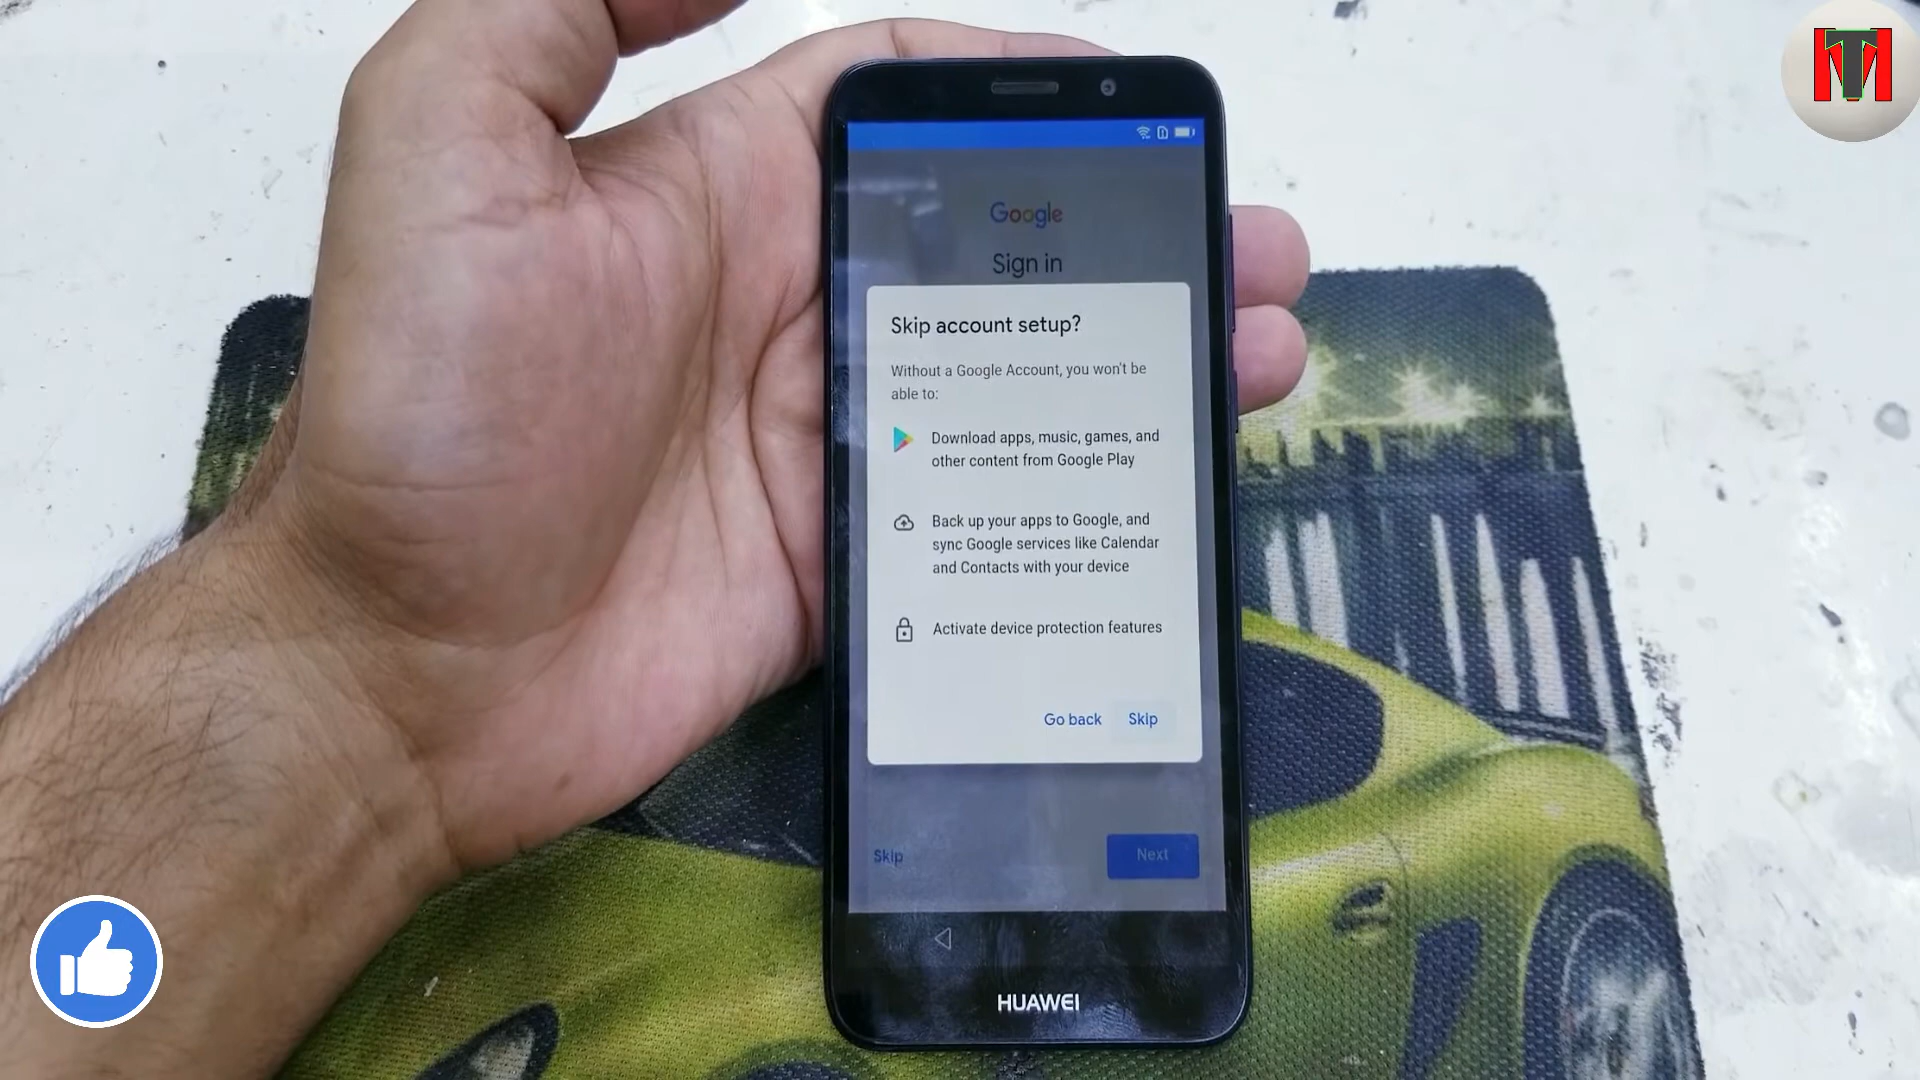 Google
Sign in
Skip account setup?
Without a Google Account, you won't be
able to:
Download apps, music, games, and
other content from Google Play
Back up your apps to Google, and
sync Google services like Calendar
and Contacts with your device
Activate device protection features
Go back Skip
Skip Next
HUAWEI